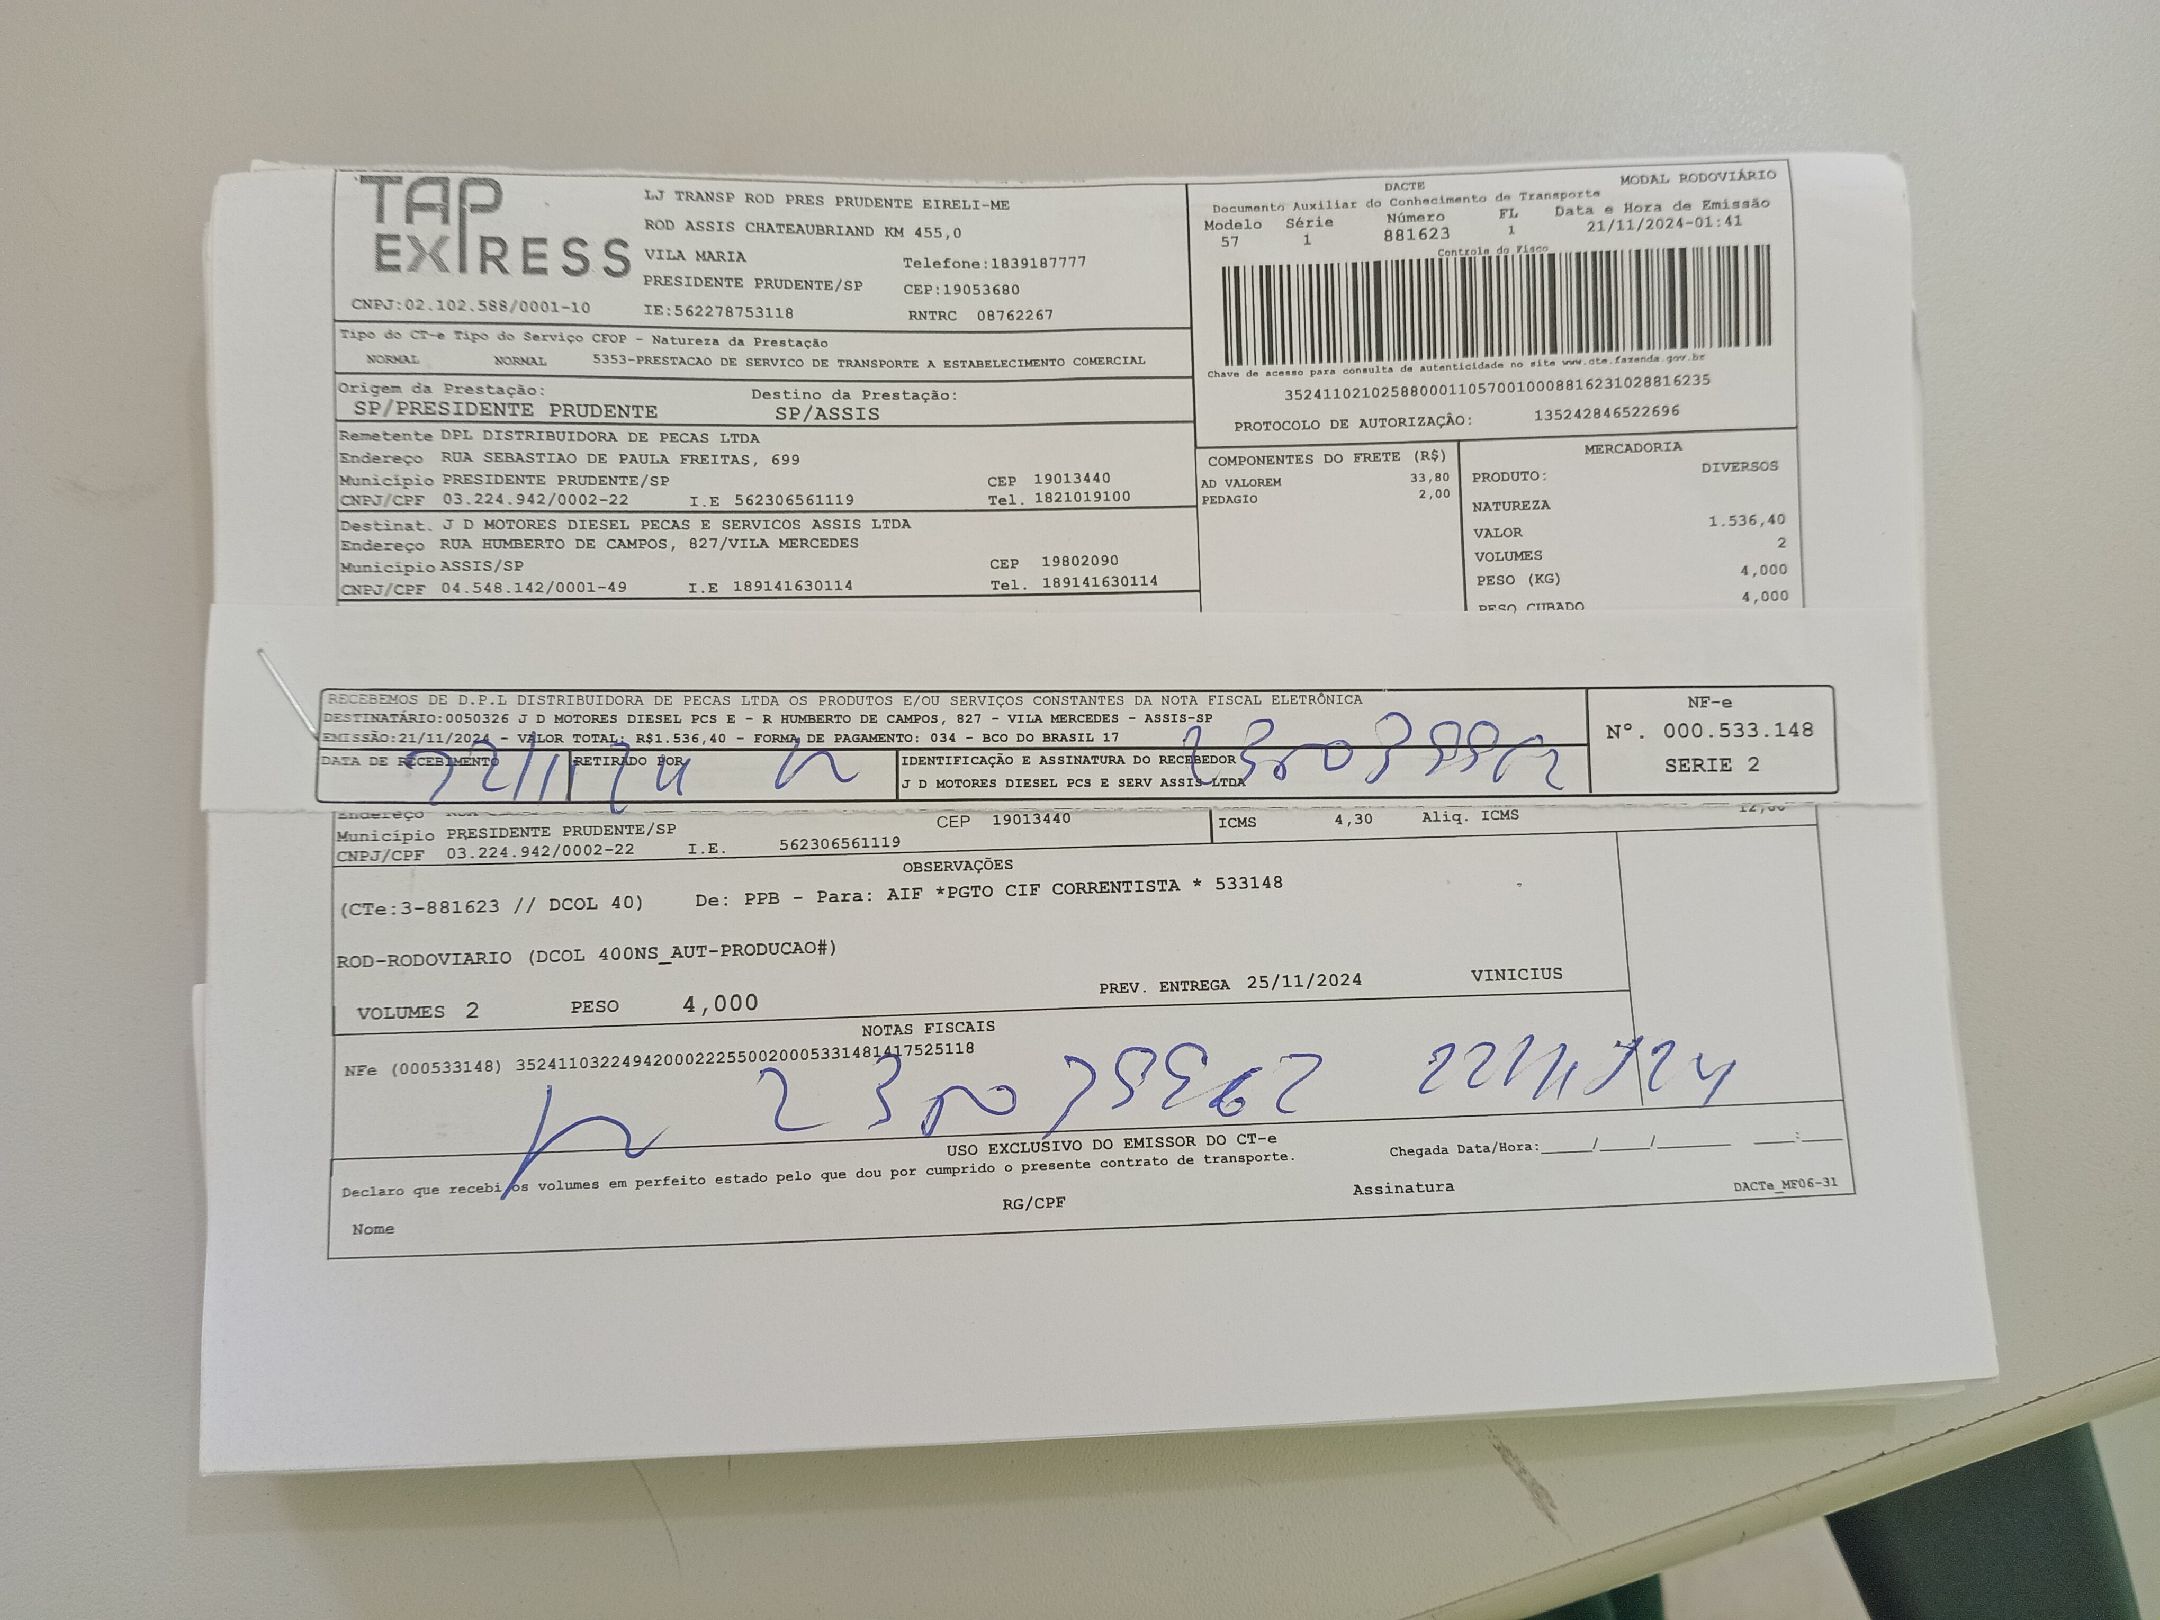 TAP EXPRESS
LJ TRANSP ROD PRES PRUDENTE EIRELI-ME
ROD ASSIS CHATEAUBRIAND KM 455,0
VILA MARIA
Telefone:1839187777
PRESIDENTE PRUDENTE/SP
CEP:19053680
CNPJ:02.102.588/0001-10
IE:562278753118
RNTRC 08762267
DACTE
MODAL RODOVIÁRIO
Documento Auxiliar do Conhecimento de Transporte
Modelo Série Número FL Data e Hora de Emissão
57 1 881623 1 21/11/2024-01:41
Controle do Fisco
Chave de acesso para consulta de autenticidade no site www.cte.fazenda.gov.br
35241102102588000110570010008816231028816235
PROTOCOLO DE AUTORIZAÇÃO: 135242846522696
Tipo do CT-e Tipo do Serviço CFOP - Natureza da Prestação
NORMAL NORMAL 5353-PRESTACAO DE SERVICO DE TRANSPORTE A ESTABELECIMENTO COMERCIAL
Origem da Prestação: Destino da Prestação:
SP/PRESIDENTE PRUDENTE SP/ASSIS
Remetente DPL DISTRIBUIDORA DE PECAS LTDA
Endereço RUA SEBASTIAO DE PAULA FREITAS, 699
Município PRESIDENTE PRUDENTE/SP CEP 19013440
CNPJ/CPF 03.224.942/0002-22 I.E 562306561119 Tel. 1821019100
Destinat. J D MOTORES DIESEL PECAS E SERVICOS ASSIS LTDA
Endereço RUA HUMBERTO DE CAMPOS, 827/VILA MERCEDES
Município ASSIS/SP CEP 19802090
CNPJ/CPF 04.548.142/0001-49 I.E 189141630114 Tel. 189141630114
COMPONENTES DO FRETE (R$)
AD VALOREM 33,80
PEDAGIO 2,00
MERCADORIA
PRODUTO: DIVERSOS
NATUREZA
VALOR 1.536,40
VOLUMES 2
PESO (KG) 4,000
PESO CUBADO 4,000
RECEBEMOS DE D.P.L DISTRIBUIDORA DE PECAS LTDA OS PRODUTOS E/OU SERVIÇOS CONSTANTES DA NOTA FISCAL ELETRÔNICA
DESTINATÁRIO:0050326 J D MOTORES DIESEL PCS E - R HUMBERTO DE CAMPOS, 827 - VILA MERCEDES - ASSIS-SP
EMISSÃO:21/11/2024 - VALOR TOTAL: R$1.536,40 - FORMA DE PAGAMENTO: 034 - BCO DO BRASIL 17
DATA DE RECEBIMENTO
RETIRADO POR
IDENTIFICAÇÃO E ASSINATURA DO RECEBEDOR
J D MOTORES DIESEL PCS E SERV ASSIS LTDA
22/11/24
NF-e
Nº. 000.533.148
SERIE 2
Endereço CEP 19013440
Município PRESIDENTE PRUDENTE/SP
CNPJ/CPF 03.224.942/0002-22 I.E. 562306561119
ICMS 4,30 Aliq. ICMS 12,00
OBSERVAÇÕES
(CTe:3-881623 // DCOL 40) De: PPB - Para: AIF *PGTO CIF CORRENTISTA * 533148
ROD-RODOVIARIO (DCOL 400NS_AUT-PRODUCAO#)
PREV. ENTREGA 25/11/2024 VINICIUS
VOLUMES 2 PESO 4,000
NOTAS FISCAIS
NFe (000533148) 35241103224942000222550020005331481417525118
22/11/24
USO EXCLUSIVO DO EMISSOR DO CT-e
Declaro que recebi os volumes em perfeito estado pelo que dou por cumprido o presente contrato de transporte.
Chegada Data/Hora:____/____/______ ___:___
Nome
RG/CPF
Assinatura
DACTe_MF06-31